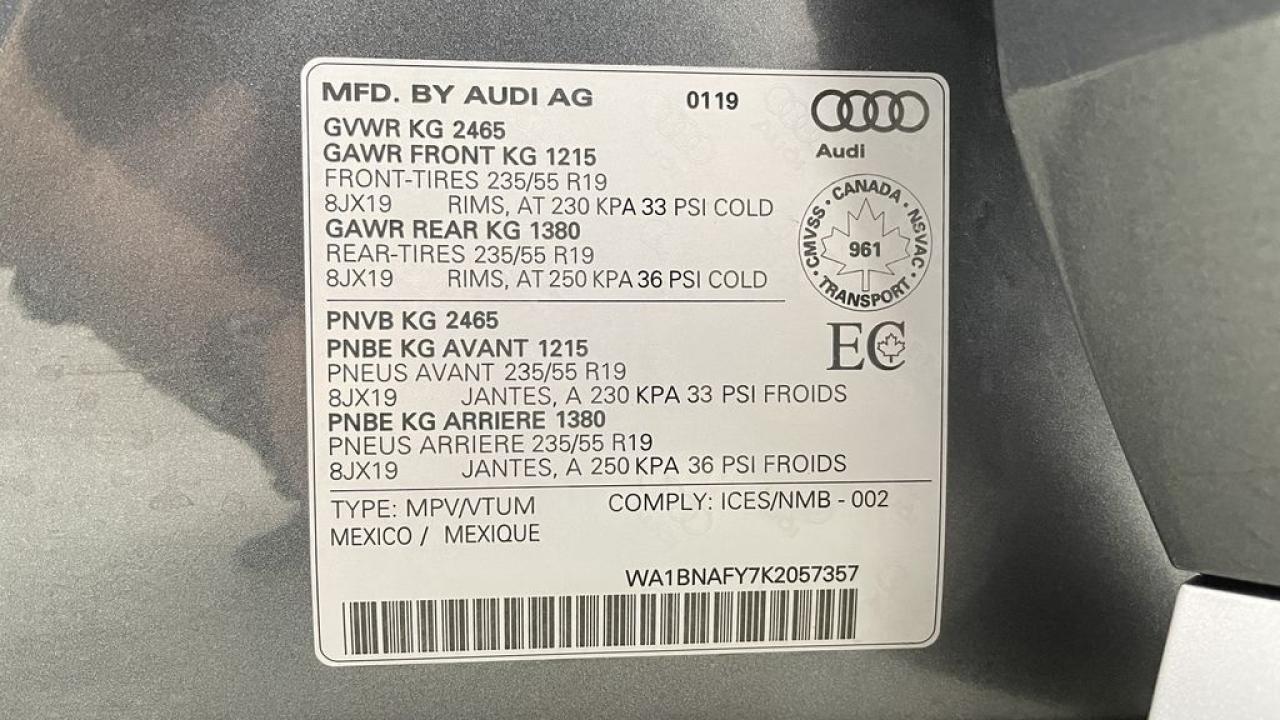 MFD. BY AUDI AG 0119
Audi
GVWR KG 2465
GAWR FRONT KG 1215
FRONT-TIRES 235/55 R19
8JX19 RIMS, AT 230 KPA 33 PSI COLD
GAWR REAR KG 1380
REAR-TIRES 235/55 R19
8JX19 RIMS, AT 250 KPA 36 PSI COLD
CMVSS • CANADA • NSVAC • TRANSPORT •
961
EC
PNVB KG 2465
PNBE KG AVANT 1215
PNEUS AVANT 235/55 R19
8JX19 JANTES, A 230 KPA 33 PSI FROIDS
PNBE KG ARRIERE 1380
PNEUS ARRIERE 235/55 R19
8JX19 JANTES, A 250 KPA 36 PSI FROIDS
TYPE: MPV/VTUM COMPLY: ICES/NMB - 002
MEXICO / MEXIQUE
WA1BNAFY7K2057357